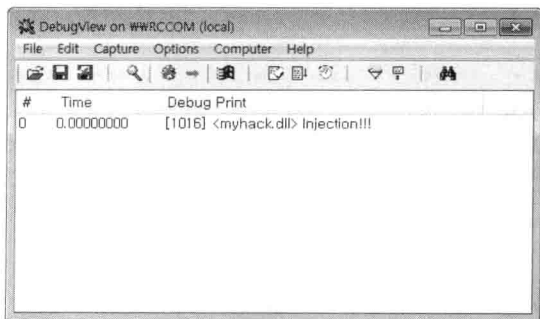 DebugView on ₩₩RCCOM (local)
File Edit Capture Options Computer Help
# Time Debug Print
0 0.00000000 [1016] <myhack.dll> Injection!!!